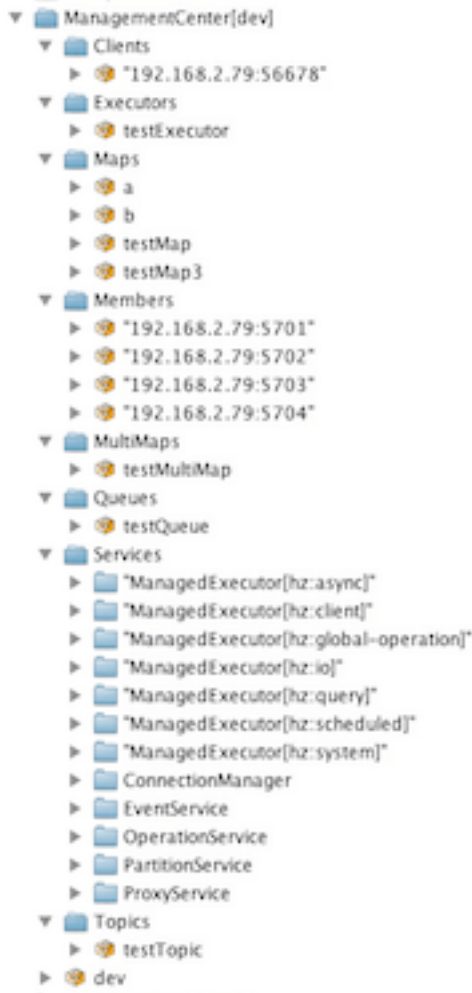 ManagementCenter[dev]
Clients
"192.168.2.79:56678"
Executors
testExecutor
Maps
a
b
testMap
testMap3
Members
"192.168.2.79:5701"
"192.168.2.79:5702"
"192.168.2.79:5703"
"192.168.2.79:5704"
MultiMaps
testMultiMap
Queues
testQueue
Services
"ManagedExecutor[hz:async]"
"ManagedExecutor[hz:client]"
"ManagedExecutor[hz:global-operation]"
"ManagedExecutor[hz:io]"
"ManagedExecutor[hz:query]"
"ManagedExecutor[hz:scheduled]"
"ManagedExecutor[hz:system]"
ConnectionManager
EventService
OperationService
PartitionService
ProxyService
Topics
testTopic
dev